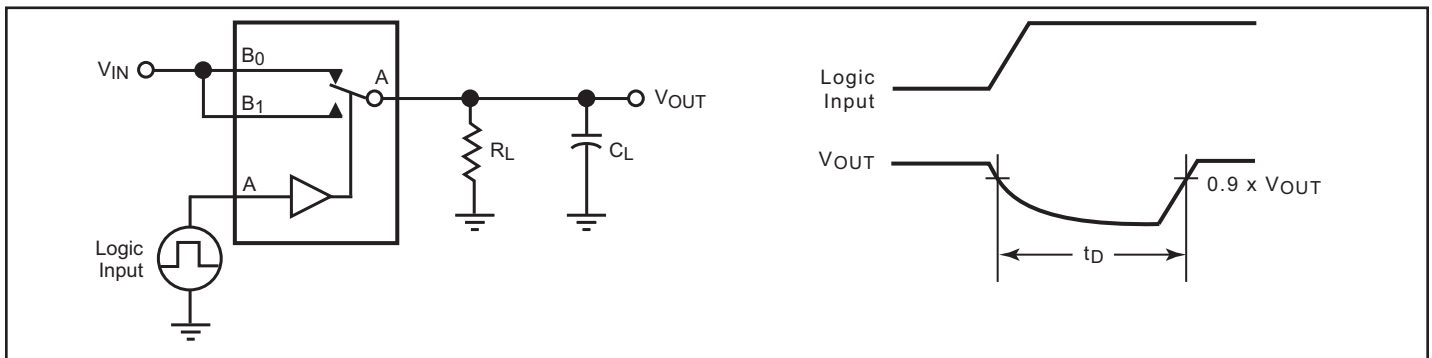 VIN
B0
A
B1
VOUT
RL
CL
A
Logic
Input
Logic
Input
VOUT
0.9 x VOUT
tD